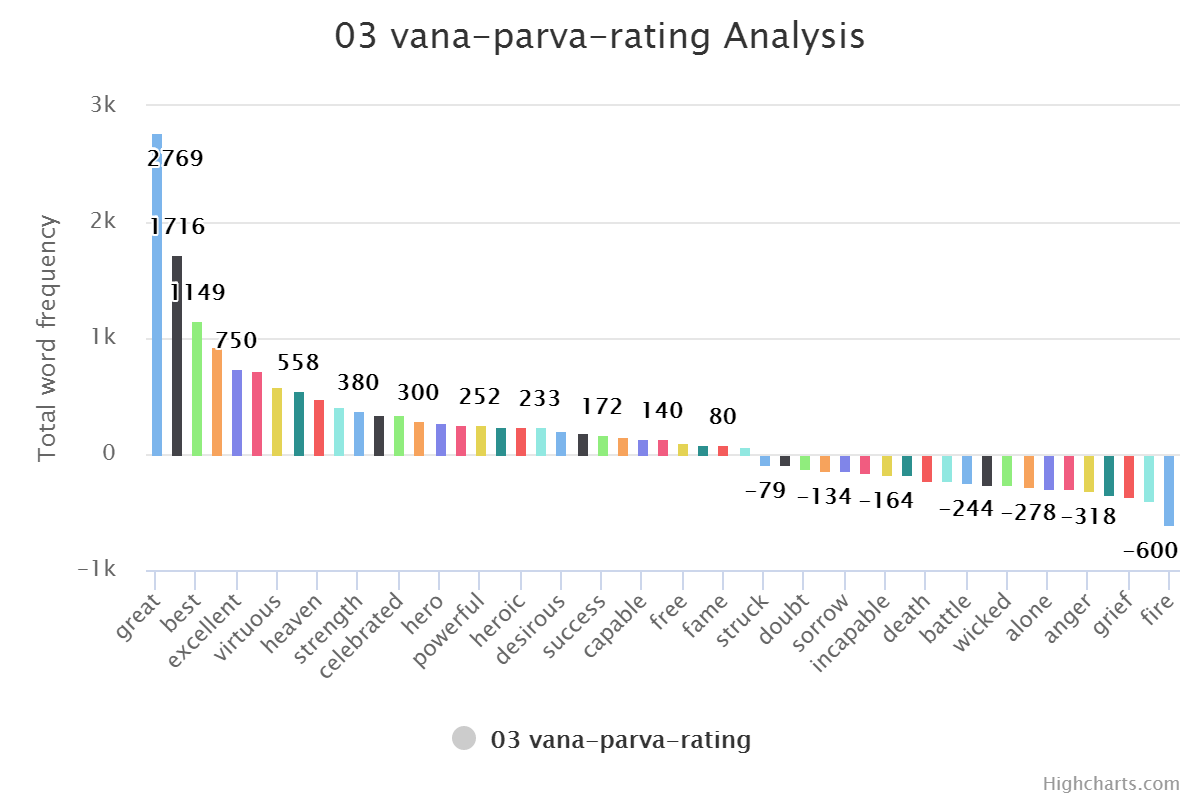 03 vana-parva-rating Analysis
Total word frequency
3k
2k
1k
0
-1k
2769
1716
1149
750
558
380
300
252
233
172
140
80
-79
-134
-164
-244
-278
-318
-600
great
best
excellent
virtuous
heaven
strength
celebrated
hero
powerful
heroic
desirous
success
capable
free
fame
struck
doubt
sorrow
incapable
death
battle
wicked
alone
anger
grief
fire
03 vana-parva-rating
Highcharts.com